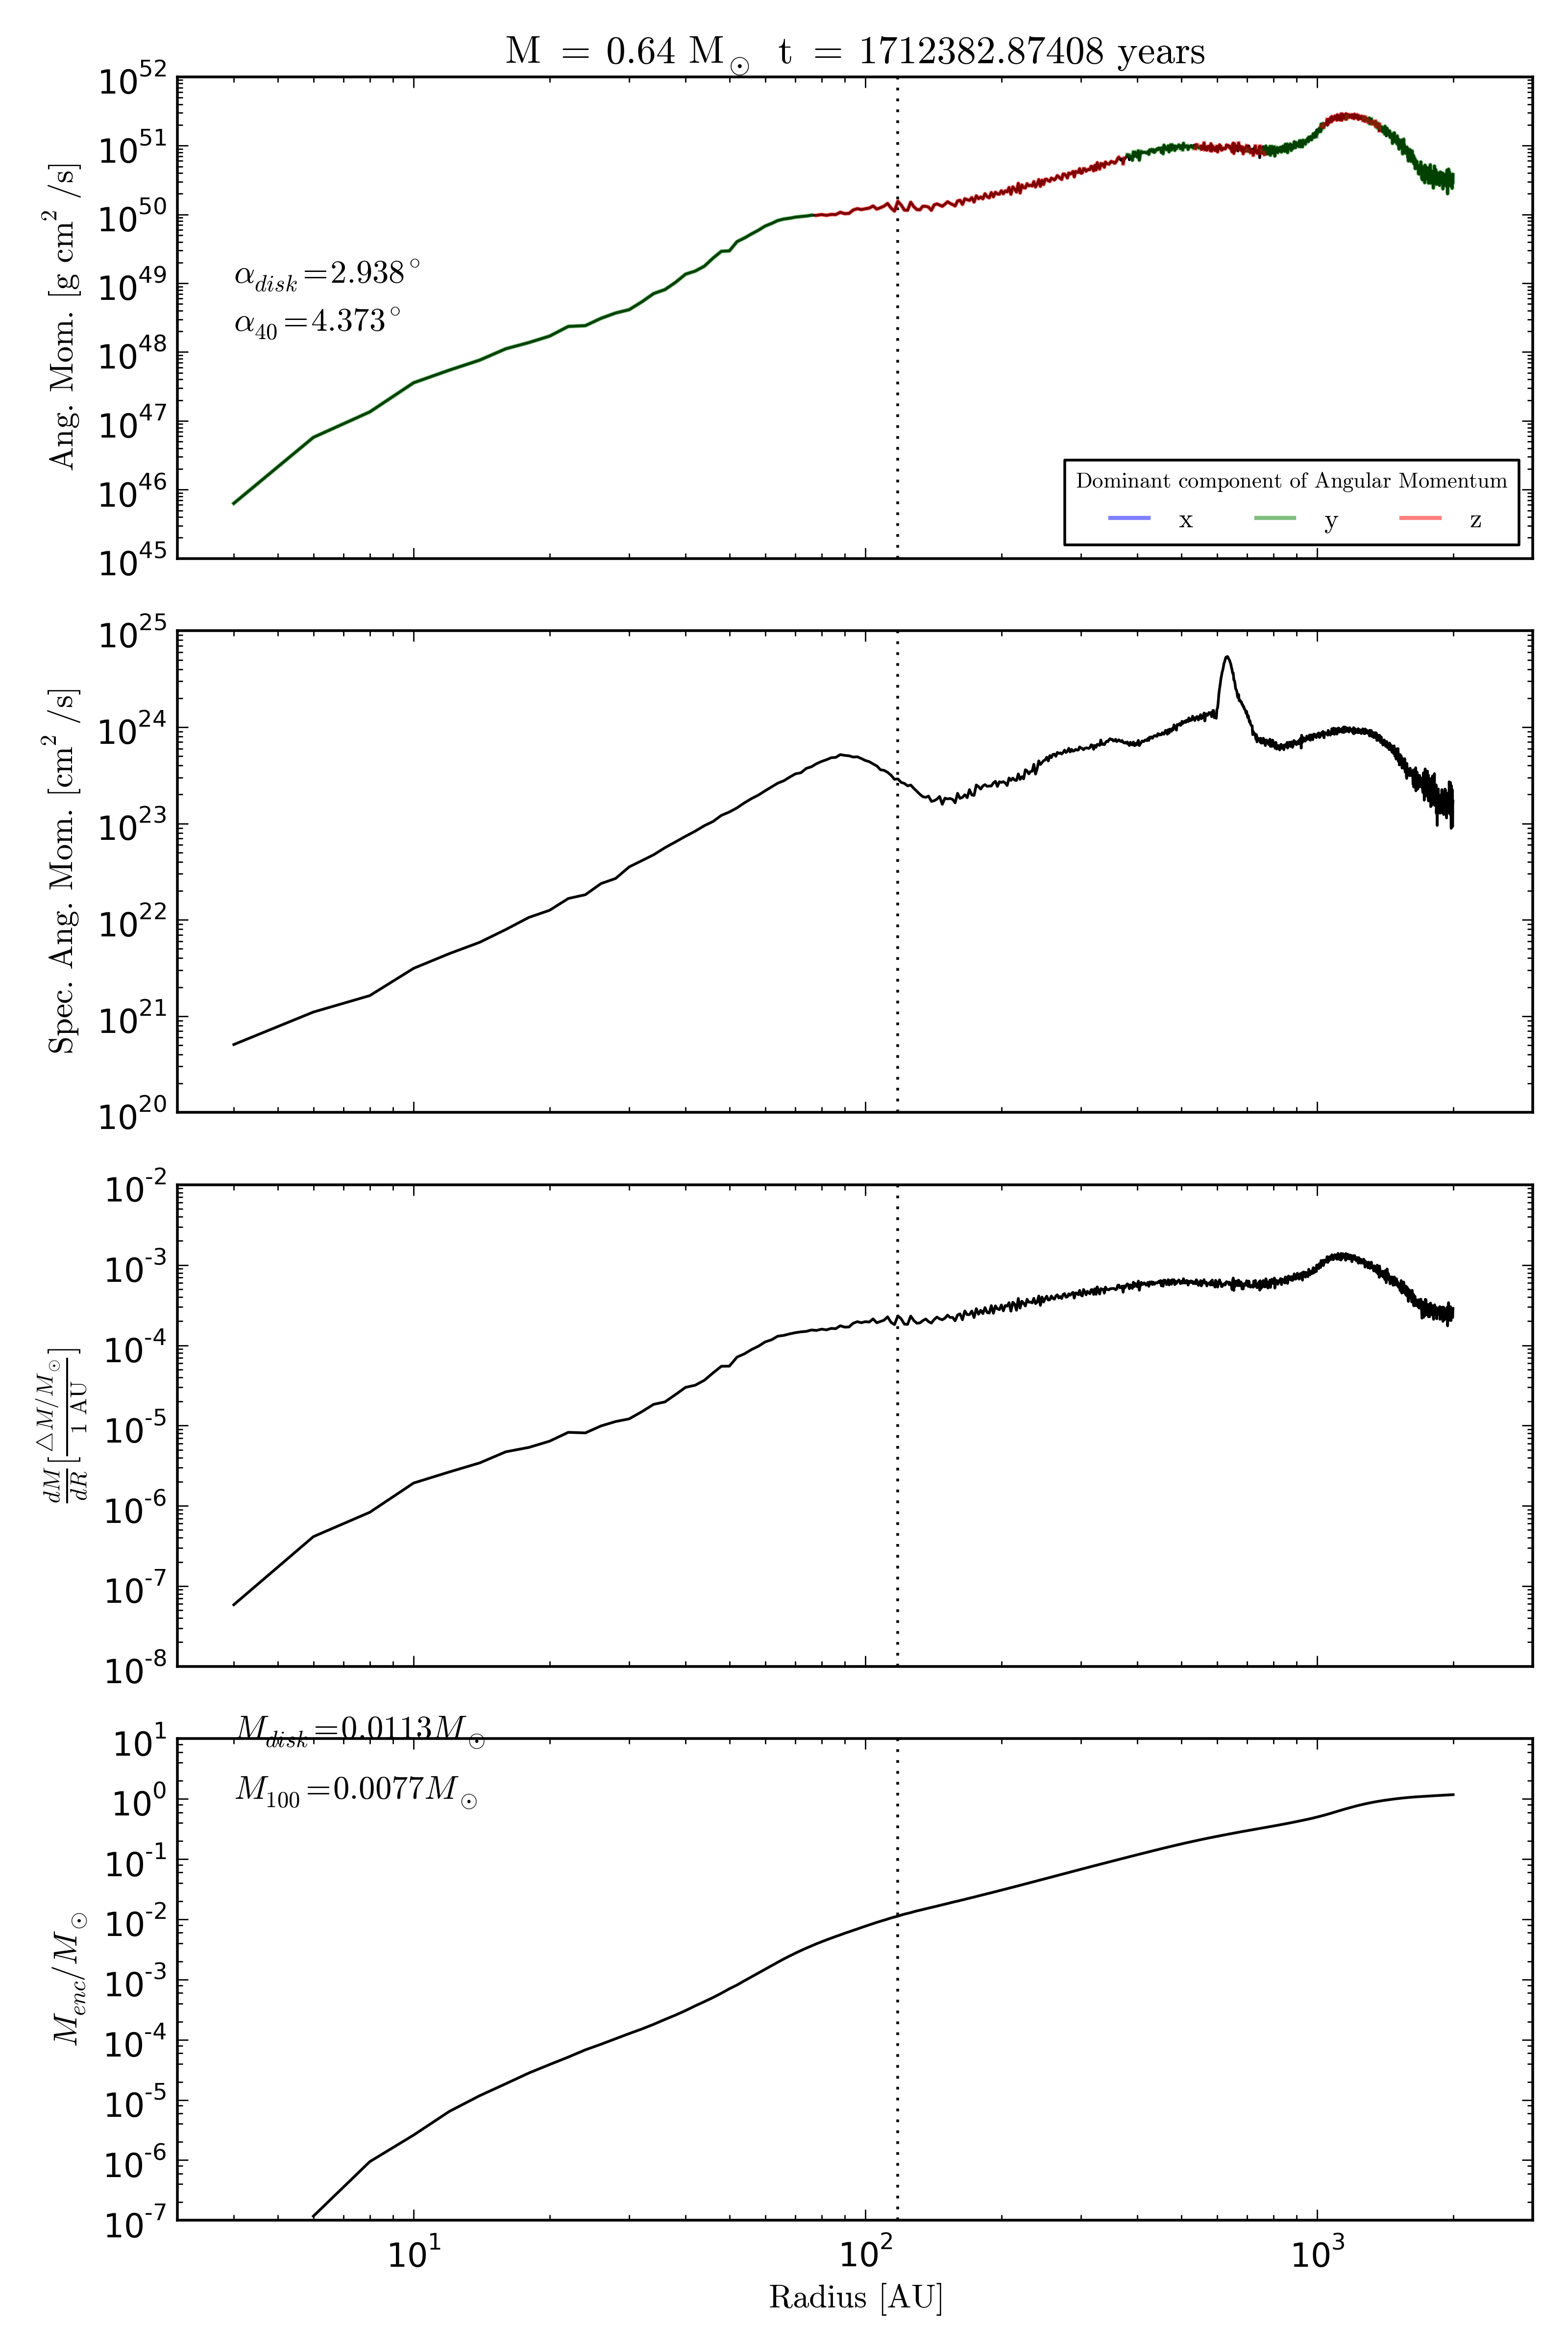 M = 0.64 M⊙ t = 1712382.87408 years
10^52
10^51
10^50
10^49
10^48
10^47
10^46
10^45
Ang. Mom. [g cm^2 /s]
α_disk=2.938°
α_40=4.373°
Dominant component of Angular Momentum
x y z
10^25
10^24
10^23
10^22
10^21
10^20
Spec. Ang. Mom. [cm^2 /s]
10^-2
10^-3
10^-4
10^-5
10^-6
10^-7
10^-8
dM/dR [△M/M⊙ / 1 AU]
M_disk=0.0113M⊙
M_100=0.0077M⊙
10^1
10^0
10^-1
10^-2
10^-3
10^-4
10^-5
10^-6
10^-7
M_enc/M⊙
10^1 10^2 10^3
Radius [AU]